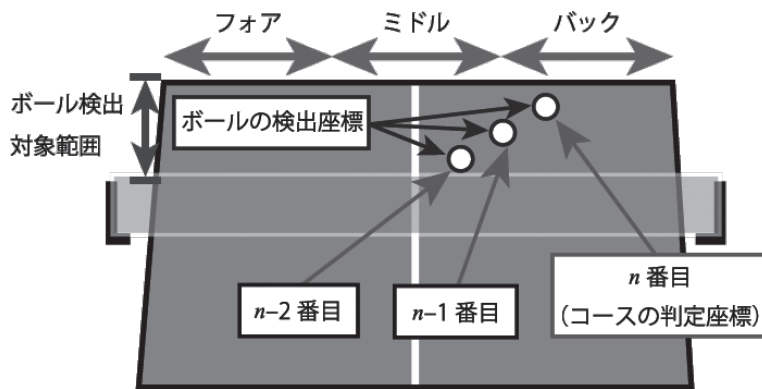 フォア
ミドル
バック
ボール検出
対象範囲
ボールの検出座標
n–2 番目
n–1 番目
n 番目
（コースの判定座標）